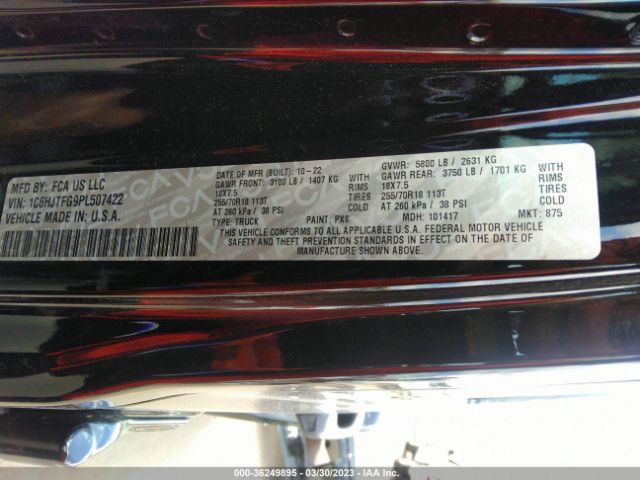 MFD BY: FCA US LLC
VIN: 1C6HJTFG9PL507422
VEHICLE MADE IN U.S.A.
DATE OF MFR (BUILT): 10-22
GAWR FRONT: 3100 LB / 1407 KG
18X7.5
255/70R18 113T
AT 260 kPa / 38 PSI
TYPE: TRUCK
WITH
RIMS
TIRES
COLD
GVWR: 5800 LB / 2631 KG
GAWR REAR: 3750 LB / 1701 KG
18X7.5
255/70R18 113T
AT 260 kPa / 38 PSI
WITH
RIMS
TIRES
COLD
PAINT: PX8 MDH: 101417 MKT: 875
THIS VEHICLE CONFORMS TO ALL APPLICABLE U.S.A. FEDERAL MOTOR VEHICLE
SAFETY AND THEFT PREVENTION STANDARDS IN EFFECT ON THE DATE OF
MANUFACTURE SHOWN ABOVE.
000-36249895 - 03/30/2023 - IAA Inc.